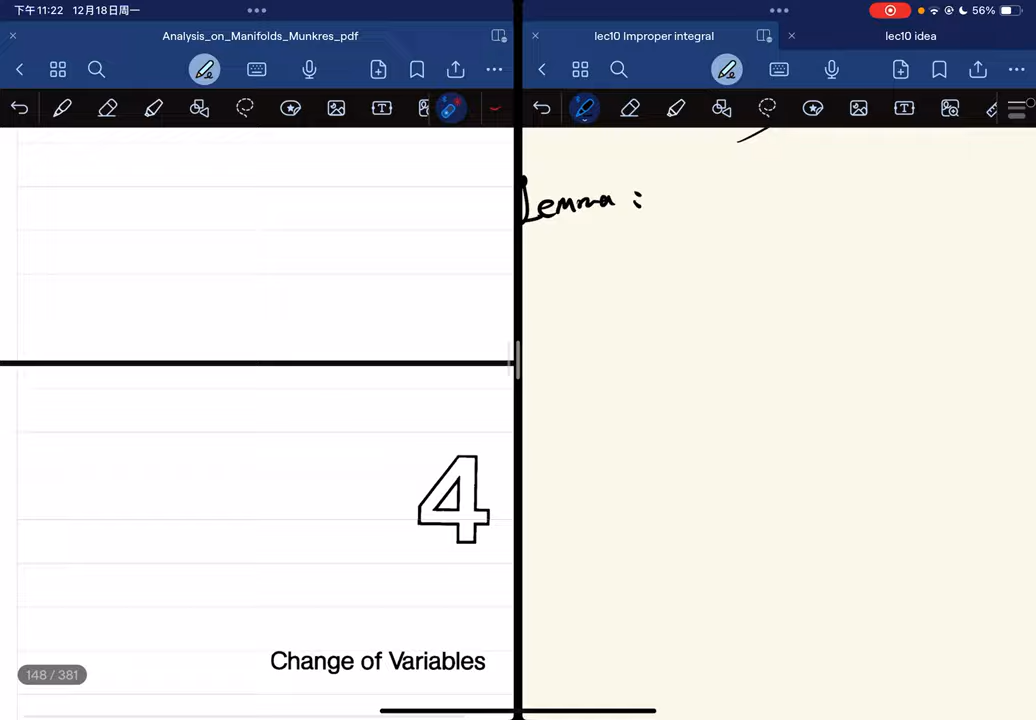 下午11:22 12月18日周一
56%
Analysis_on_Manifolds_Munkres_pdf
lec10 Improper integral
lec10 idea
Lemma :
4
Change of Variables
148 / 381